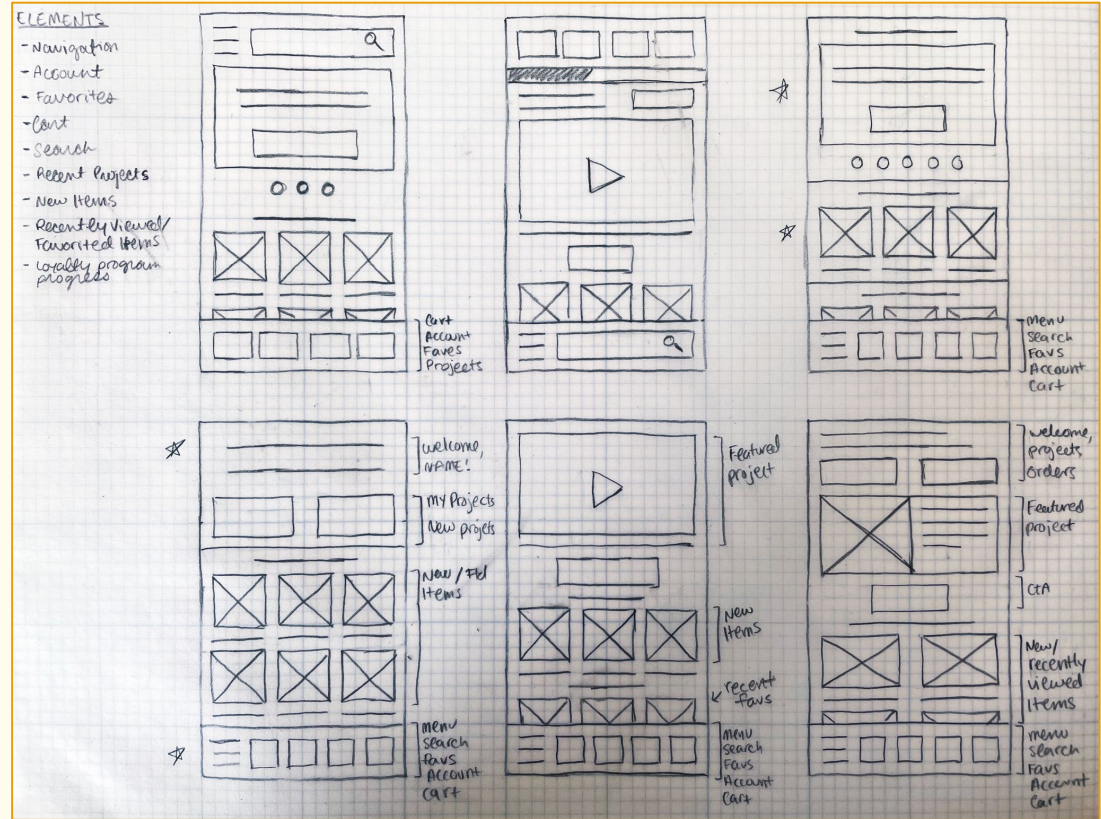 ELEMENTS
- Navigation
- Account
- Favorites
- Cart
- Search
- Recent Projects
- New Items
- Recently Viewed/
Favorited Items
- Loyalty program
progress
Cart
Account
Faves
Projects
menu
Search
Favs
Account
Cart
welcome,
NAME!
My Projects
New projets
New / Ftd
Items
menu
search
favs
Account
cart
Featured
project
New
Items
recent
favs
menu
search
Favs
Account
Cart
welcome,
projects
orders
Featured
project
CTA
New/
recently
viewed
Items
menu
search
Favs
Account
Cart